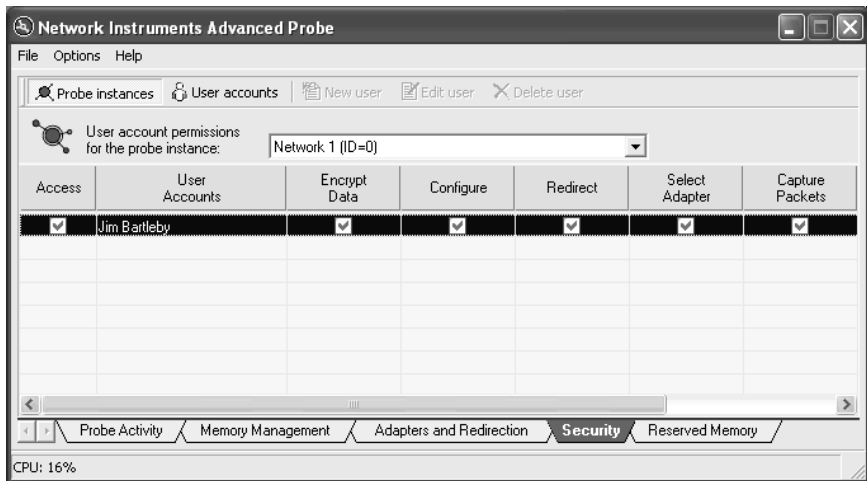 Network Instruments Advanced Probe
File Options Help
Probe instances User accounts New user Edit user Delete user
User account permissions
for the probe instance:
Network 1 (ID=0)
Access User Accounts Encrypt Data Configure Redirect Select Adapter Capture Packets
Jim Bartleby
Probe Activity Memory Management Adapters and Redirection Security Reserved Memory
CPU: 16%